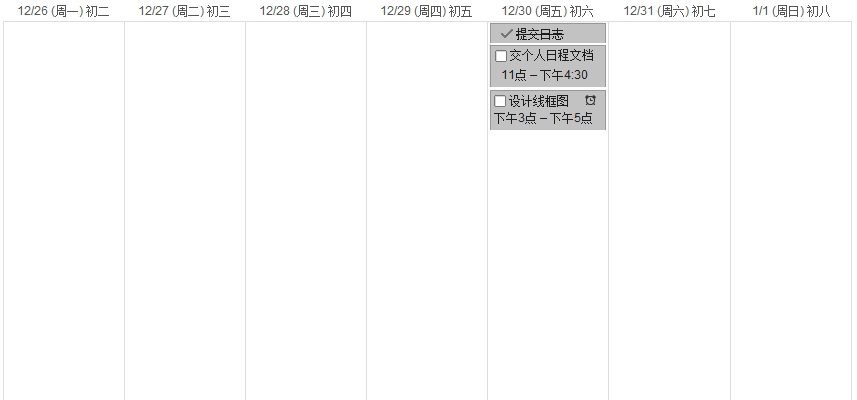 12/26 (周一) 初二
12/27 (周二) 初三
12/28 (周三) 初四
12/29 (周四) 初五
12/30 (周五) 初六
12/31 (周六) 初七
1/1 (周日) 初八
提交日志
交个人日程文档
11点 – 下午4:30
设计线框图
下午3点 – 下午5点